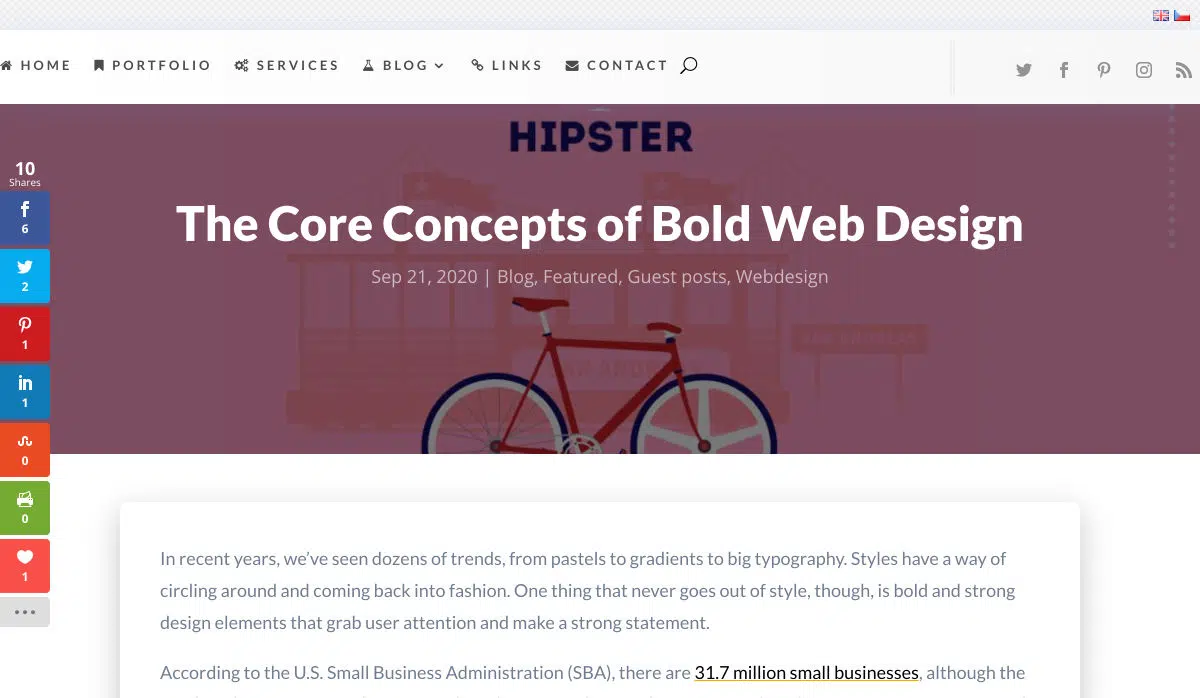 HOME PORTFOLIO SERVICES BLOG LINKS CONTACT
HIPSTER
10
Shares
The Core Concepts of Bold Web Design
Sep 21, 2020 | Blog, Featured, Guest posts, Webdesign
6
2
1
1
0
0
1
In recent years, we’ve seen dozens of trends, from pastels to gradients to big typography. Styles have a way of
circling around and coming back into fashion. One thing that never goes out of style, though, is bold and strong
design elements that grab user attention and make a strong statement.
According to the U.S. Small Business Administration (SBA), there are 31.7 million small businesses, although the